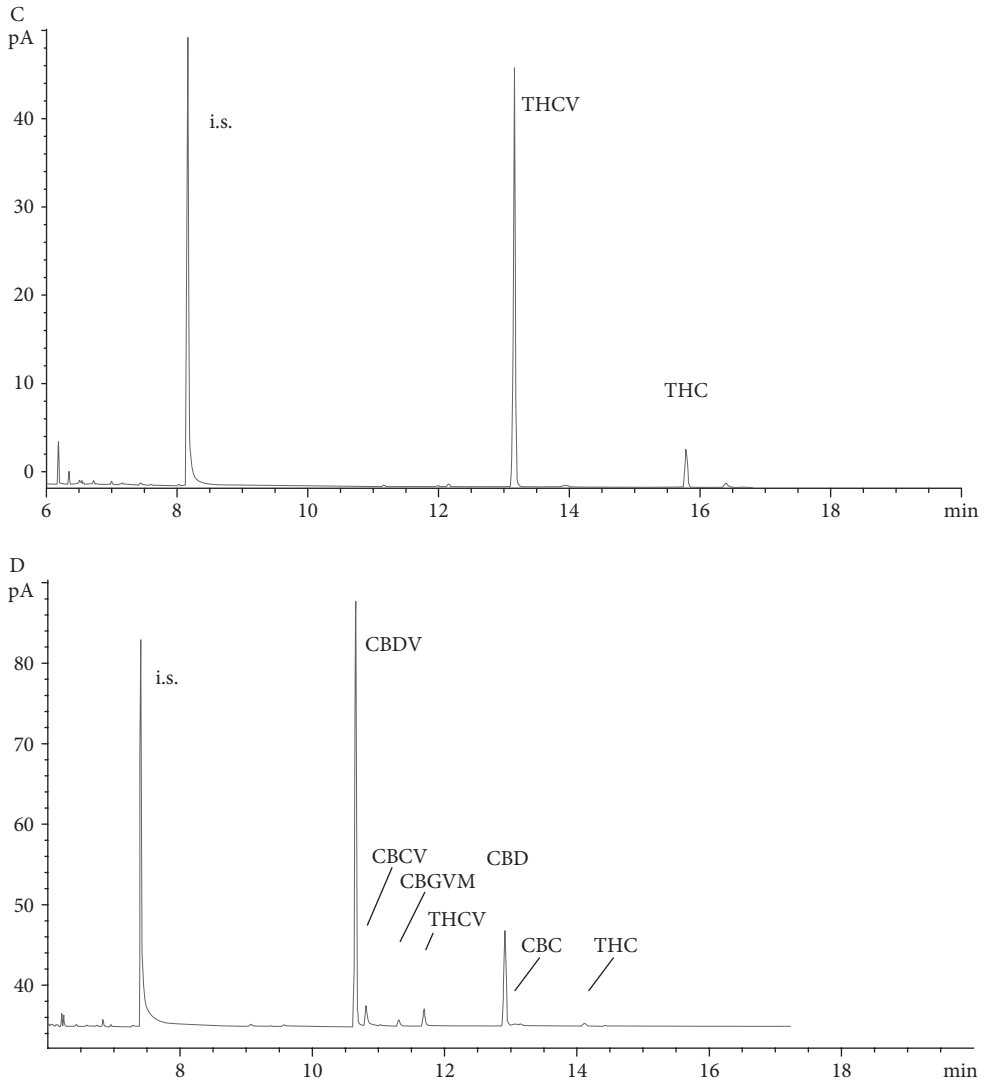 C
pA
40
30
20
10
0
i.s.
THCV
THC
6 8 10 12 14 16 18 min
D
pA
80
70
60
50
40
i.s.
CBDV
CBCV
CBGVM
THCV
CBD
CBC
THC
8 10 12 14 16 18 min